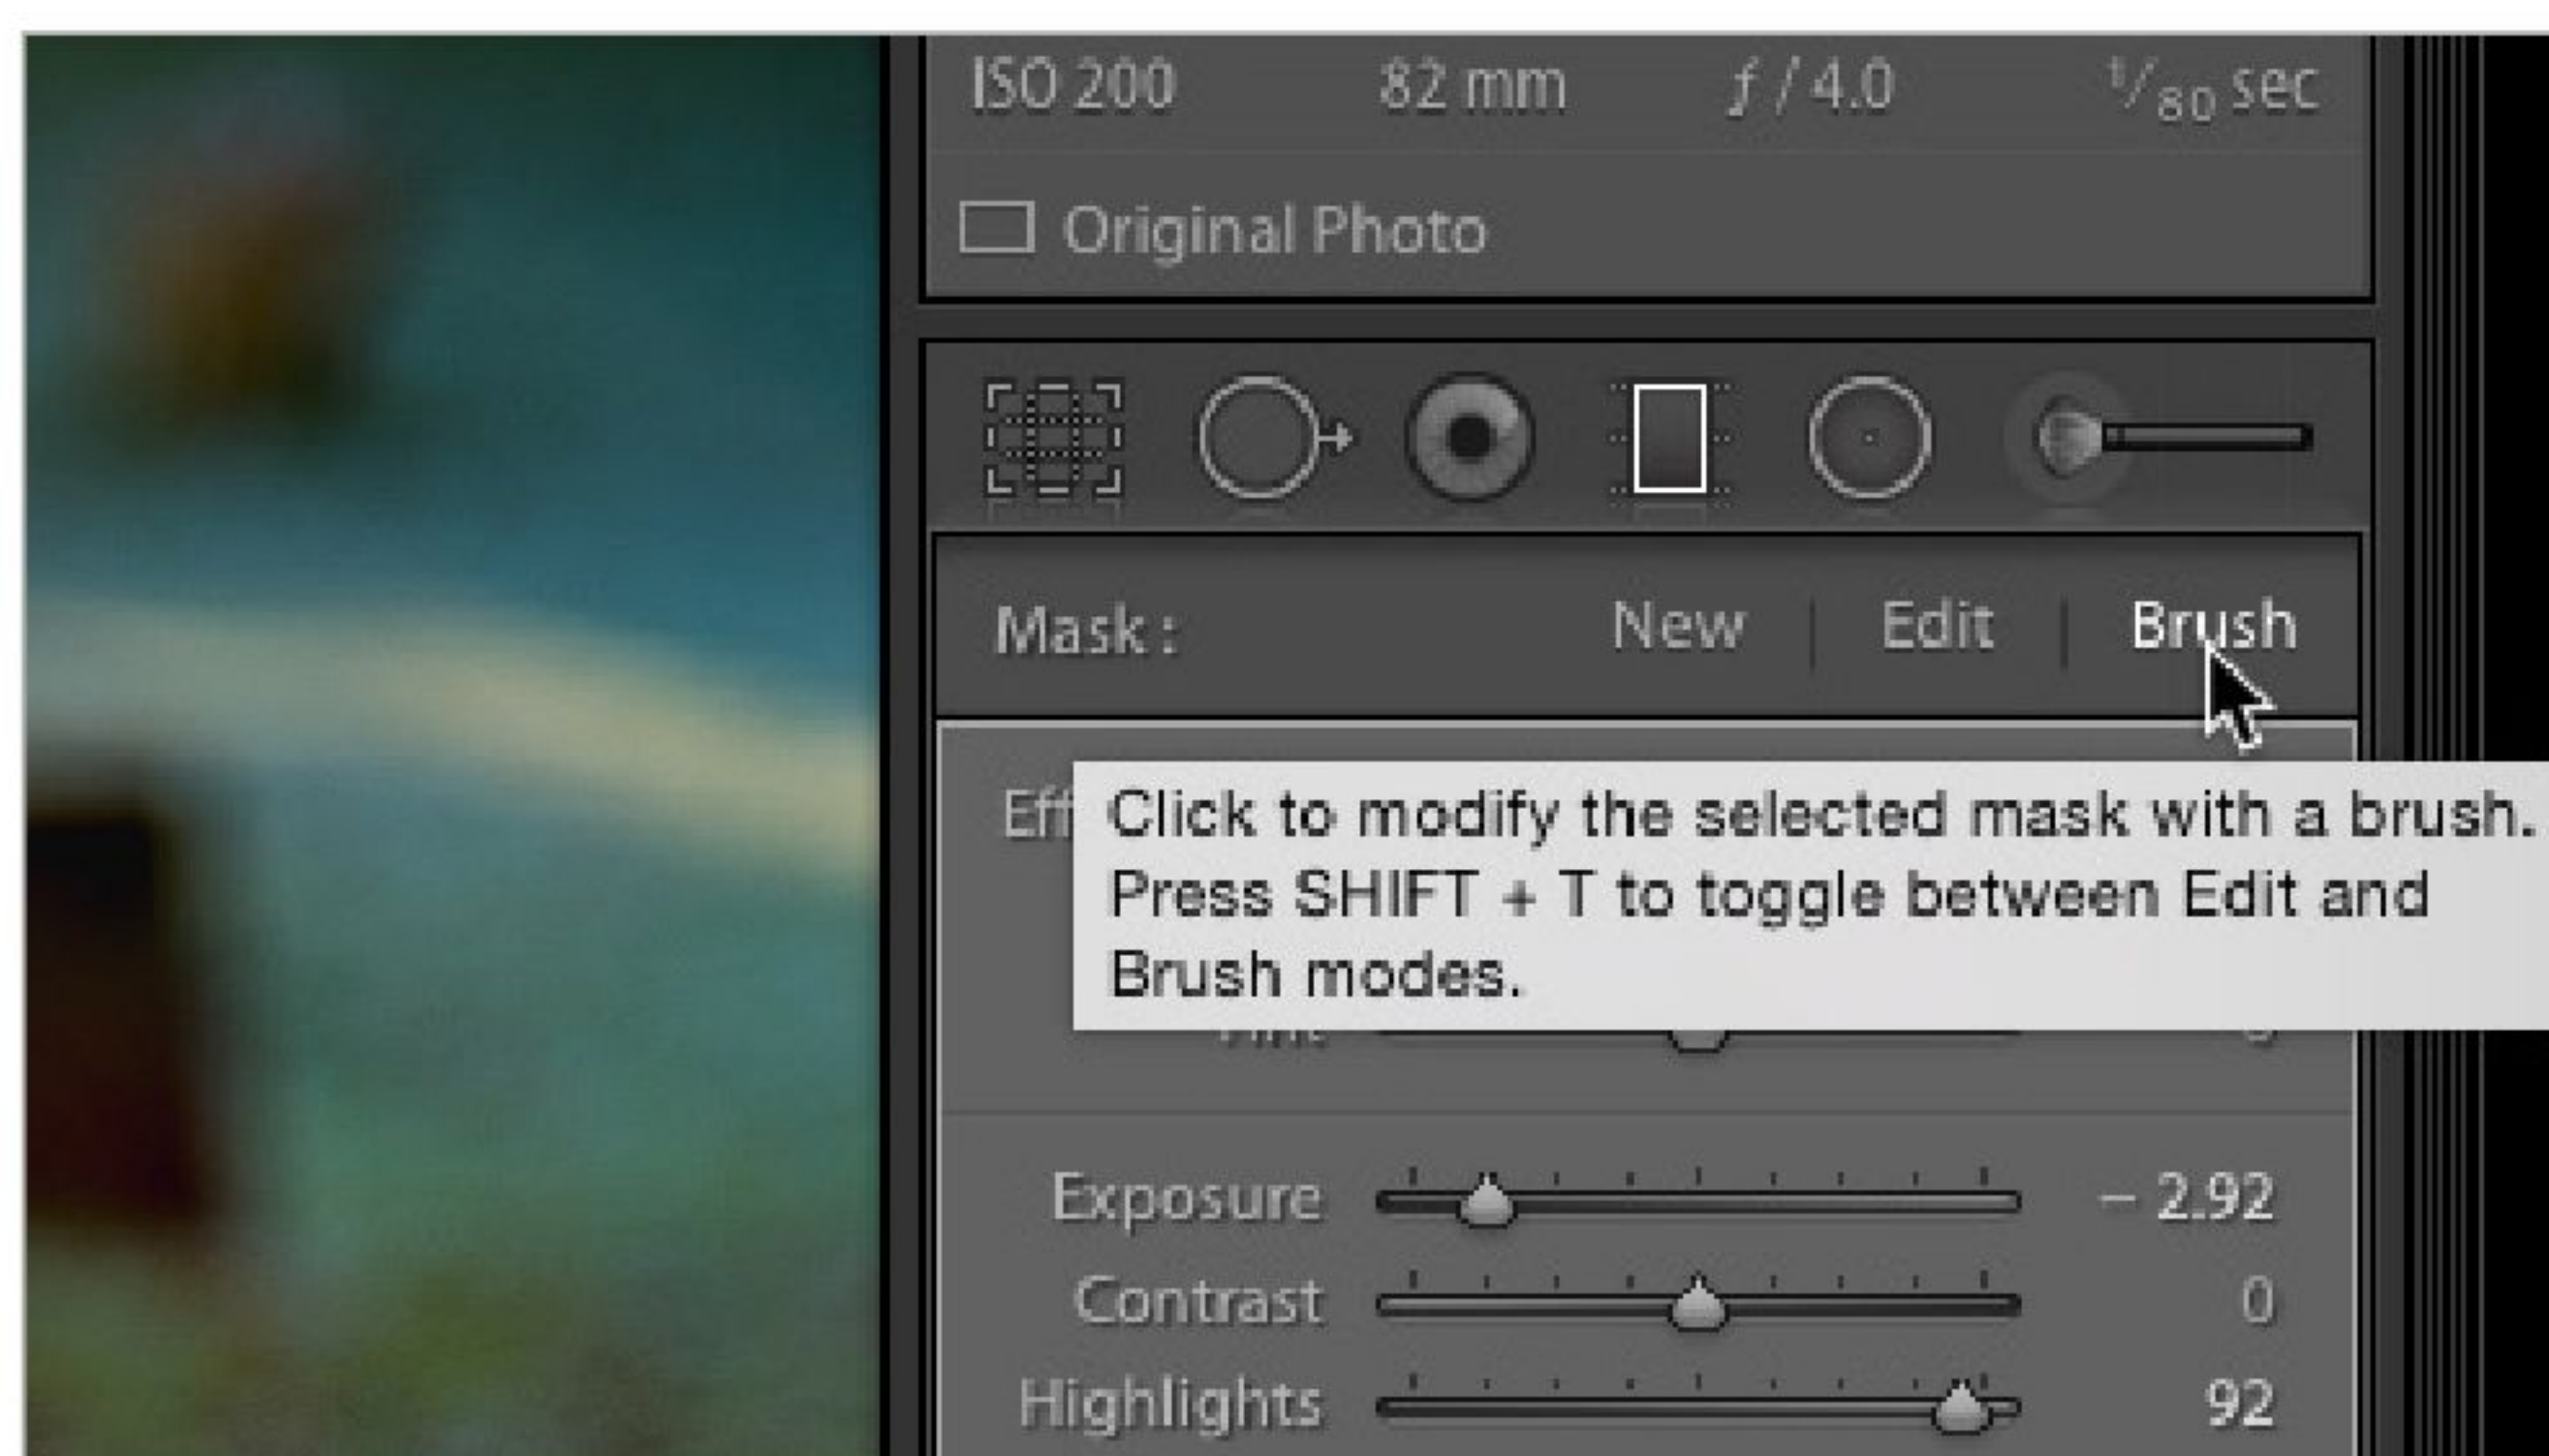 ISO 200 82 mm ƒ / 4.0 1/80 sec
Original Photo
Mask : New | Edit | Brush
Click to modify the selected mask with a brush.
Press SHIFT + T to toggle between Edit and
Brush modes.
Exposure – 2.92
Contrast 0
Highlights 92